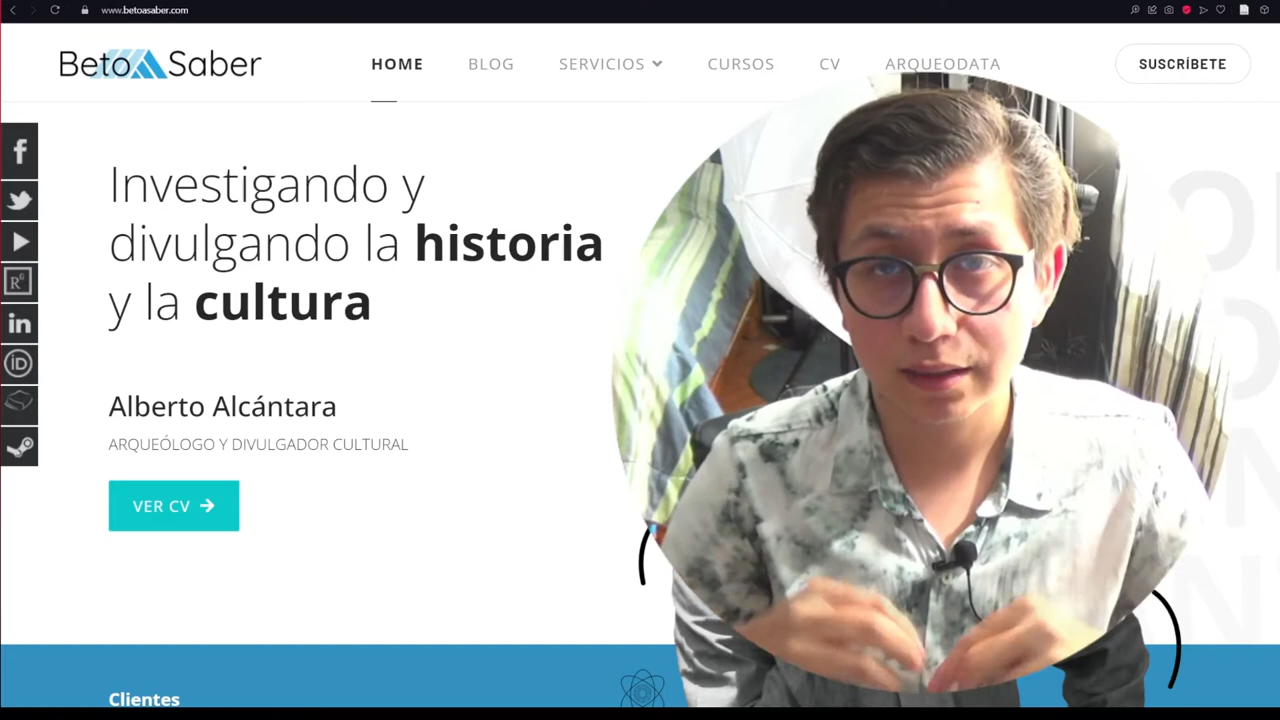 www.betoasaber.com
Beto Saber
HOME
BLOG
SERVICIOS
CURSOS
CV
ARQUEODATA
SUSCRÍBETE
Investigando y
divulgando la historia
y la cultura
Alberto Alcántara
ARQUEÓLOGO Y DIVULGADOR CULTURAL
VER CV
Clientes